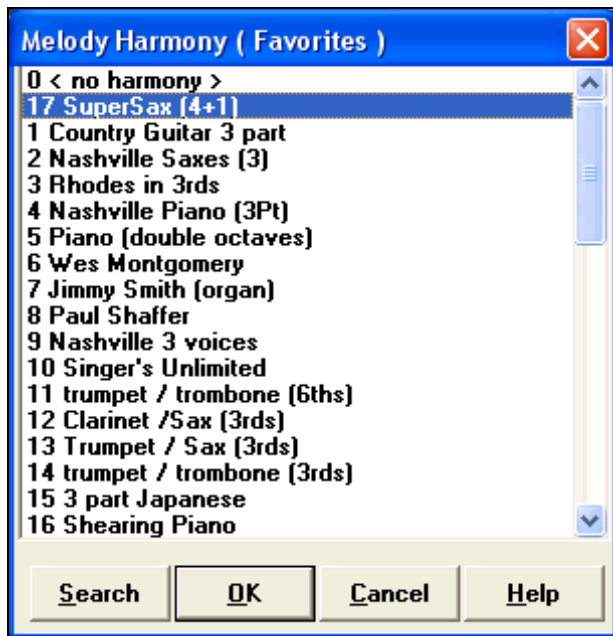 Melody Harmony ( Favorites )
0 < no harmony >
17 SuperSax (4+1)
1 Country Guitar 3 part
2 Nashville Saxes (3)
3 Rhodes in 3rds
4 Nashville Piano (3Pt)
5 Piano (double octaves)
6 Wes Montgomery
7 Jimmy Smith (organ)
8 Paul Shaffer
9 Nashville 3 voices
10 Singer's Unlimited
11 trumpet / trombone (6ths)
12 Clarinet /Sax (3rds)
13 Trumpet / Sax (3rds)
14 trumpet / trombone (3rds)
15 3 part Japanese
16 Shearing Piano
Search OK Cancel Help